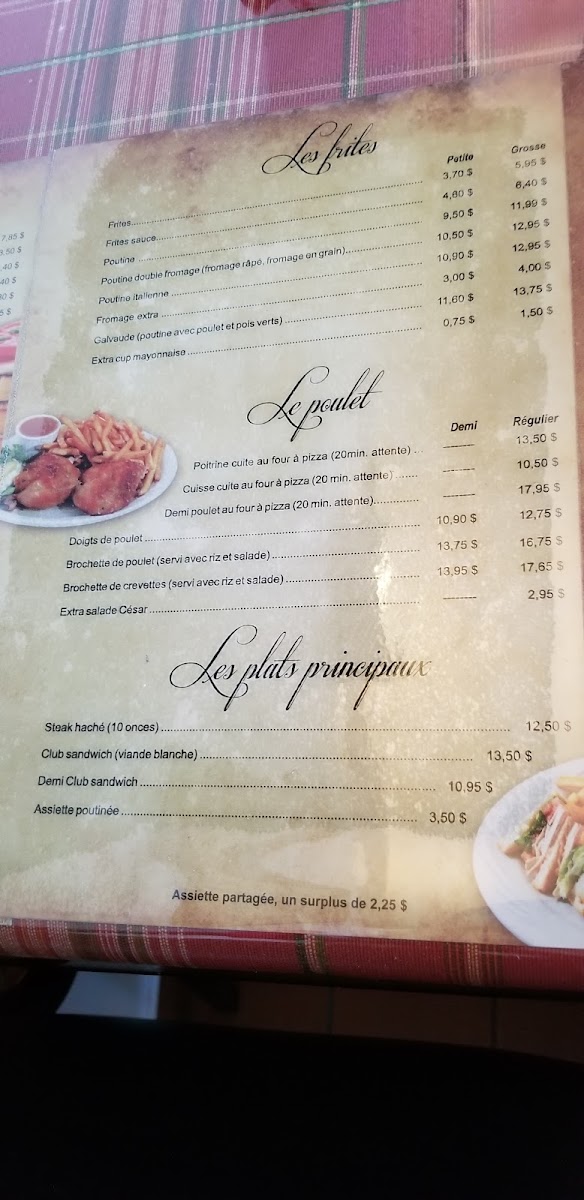 Les frites
Petite Grosse
Frites 3,70 $ 5,95 $
Frites sauce 4,60 $ 6,40 $
Poutine 9,50 $ 11,99 $
Poutine double fromage (fromage râpé, fromage en grain) 10,50 $ 12,95 $
Poutine italienne 10,90 $ 12,95 $
Fromage extra 3,00 $ 4,00 $
Galvaude (poutine avec poulet et pois verts) 11,60 $ 13,75 $
Extra cup mayonnaise 0,75 $ 1,50 $
Le poulet
Demi Régulier
Poitrine cuite au four à pizza (20min. attente) 13,50 $
Cuisse cuite au four à pizza (20 min. attente) 10,50 $
Demi poulet au four à pizza (20 min. attente) 17,95 $
Doigts de poulet 10,90 $ 12,75 $
Brochette de poulet (servi avec riz et salade) 13,75 $ 16,75 $
Brochette de crevettes (servi avec riz et salade) 13,95 $ 17,65 $
Extra salade César 2,95 $
Les plats principaux
Steak haché (10 onces) 12,50 $
Club sandwich (viande blanche) 13,50 $
Demi Club sandwich 10,95 $
Assiette poutinée 3,50 $
Assiette partagée, un surplus de 2,25 $